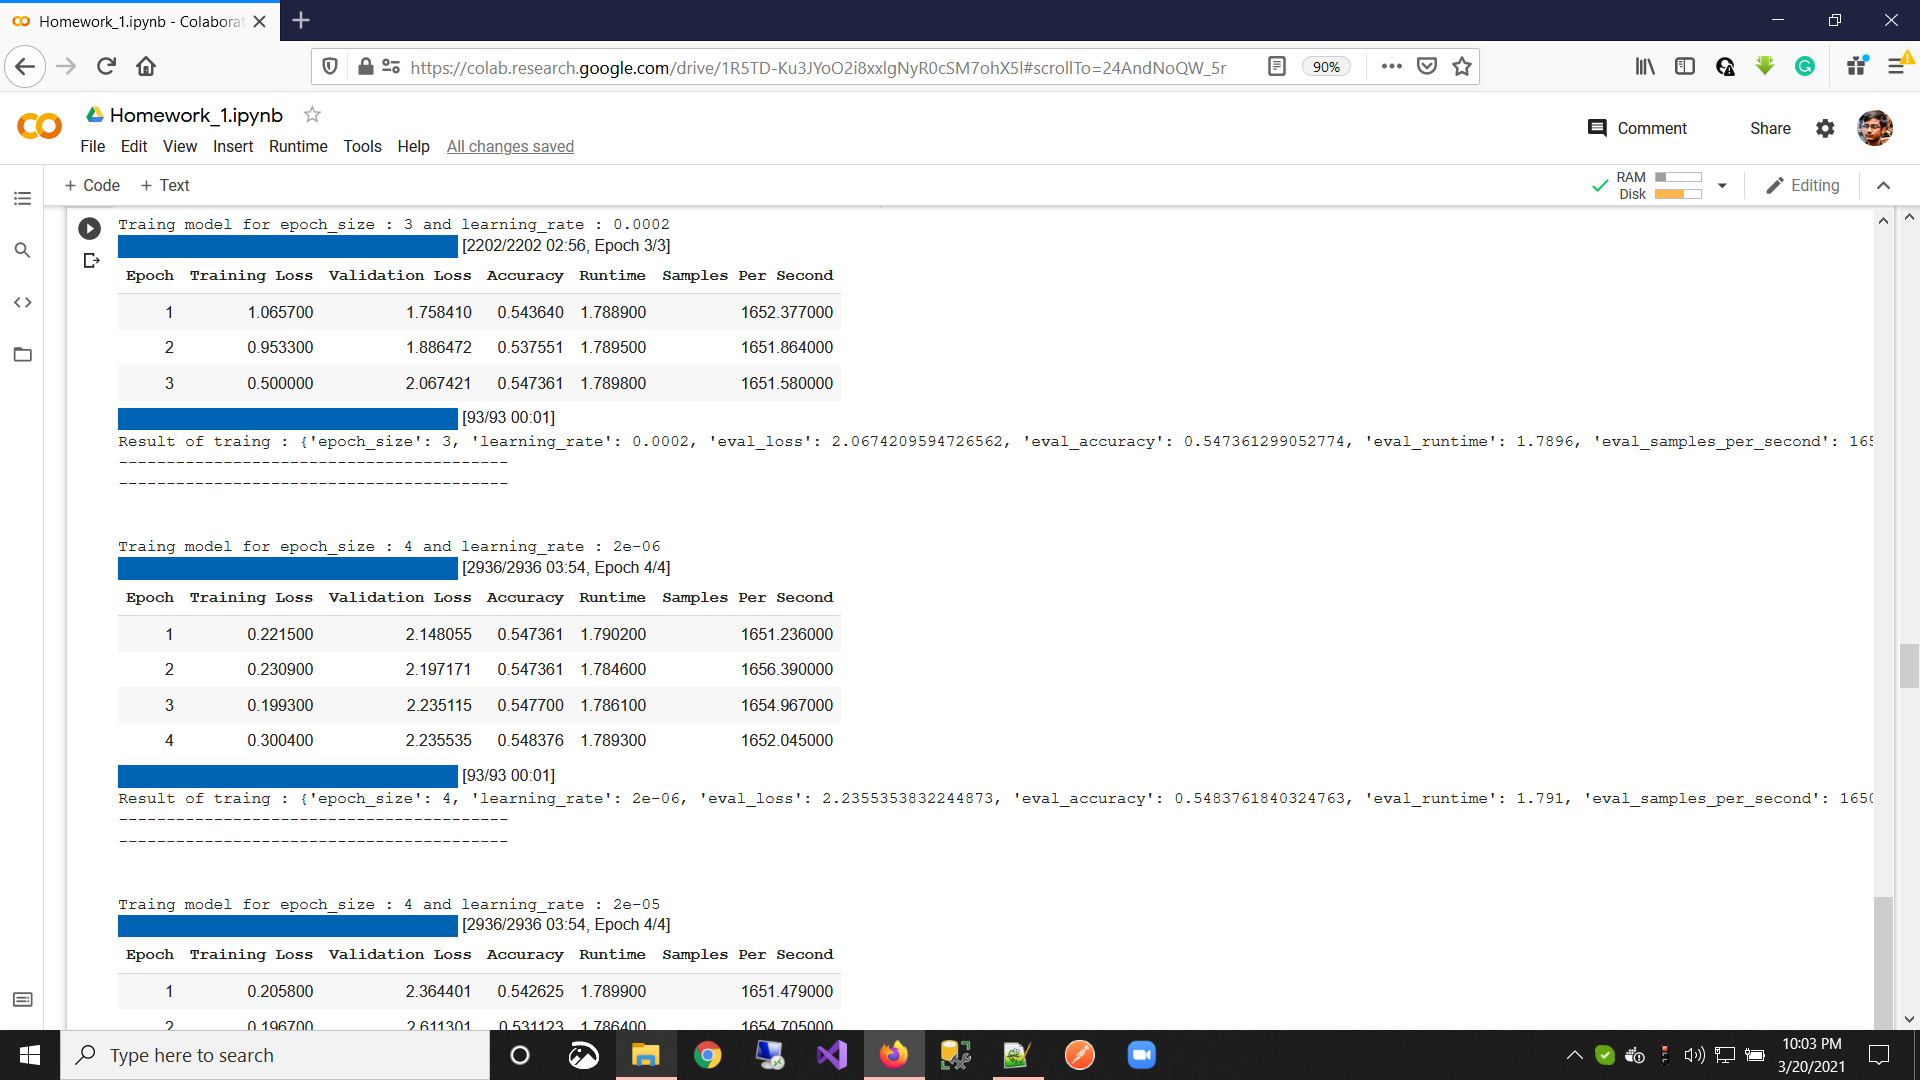 Homework_1.ipynb - Colaborat
https://colab.research.google.com/drive/1R5TD-Ku3JYoO2i8xxlgNyR0cSM7ohX5l#scrollTo=24AndNoQW_5r
90%
Homework_1.ipynb
Comment
Share
File Edit View Insert Runtime Tools Help All changes saved
+ Code + Text
RAM
Disk
Editing
Traing model for epoch_size : 3 and learning_rate : 0.0002
[2202/2202 02:56, Epoch 3/3]
Epoch Training Loss Validation Loss Accuracy Runtime Samples Per Second
1 1.065700 1.758410 0.543640 1.788900 1652.377000
2 0.953300 1.886472 0.537551 1.789500 1651.864000
3 0.500000 2.067421 0.547361 1.789800 1651.580000
[93/93 00:01]
Result of traing : {'epoch_size': 3, 'learning_rate': 0.0002, 'eval_loss': 2.0674209594726562, 'eval_accuracy': 0.547361299052774, 'eval_runtime': 1.7896, 'eval_samples_per_second': 165
-----------------------------------------
-----------------------------------------
Traing model for epoch_size : 4 and learning_rate : 2e-06
[2936/2936 03:54, Epoch 4/4]
Epoch Training Loss Validation Loss Accuracy Runtime Samples Per Second
1 0.221500 2.148055 0.547361 1.790200 1651.236000
2 0.230900 2.197171 0.547361 1.784600 1656.390000
3 0.199300 2.235115 0.547700 1.786100 1654.967000
4 0.300400 2.235535 0.548376 1.789300 1652.045000
[93/93 00:01]
Result of traing : {'epoch_size': 4, 'learning_rate': 2e-06, 'eval_loss': 2.2355353832244873, 'eval_accuracy': 0.5483761840324763, 'eval_runtime': 1.791, 'eval_samples_per_second': 1650
-----------------------------------------
-----------------------------------------
Traing model for epoch_size : 4 and learning_rate : 2e-05
[2936/2936 03:54, Epoch 4/4]
Epoch Training Loss Validation Loss Accuracy Runtime Samples Per Second
1 0.205800 2.364401 0.542625 1.789900 1651.479000
2 0.196700 2.611301 0.531123 1.786400 1654.705000
Type here to search
10:03 PM
3/20/2021